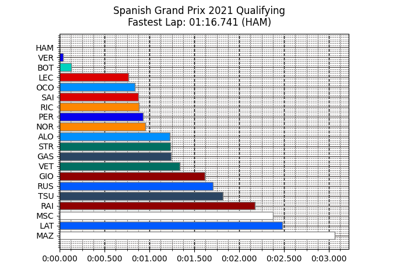 Spanish Grand Prix 2021 Qualifying
Fastest Lap: 01:16.741 (HAM)
HAM
VER
BOT
LEC
OCO
SAI
RIC
PER
NOR
ALO
STR
GAS
VET
GIO
RUS
TSU
RAI
MSC
LAT
MAZ
0:00.000 0:00.500 0:01.000 0:01.500 0:02.000 0:02.500 0:03.000